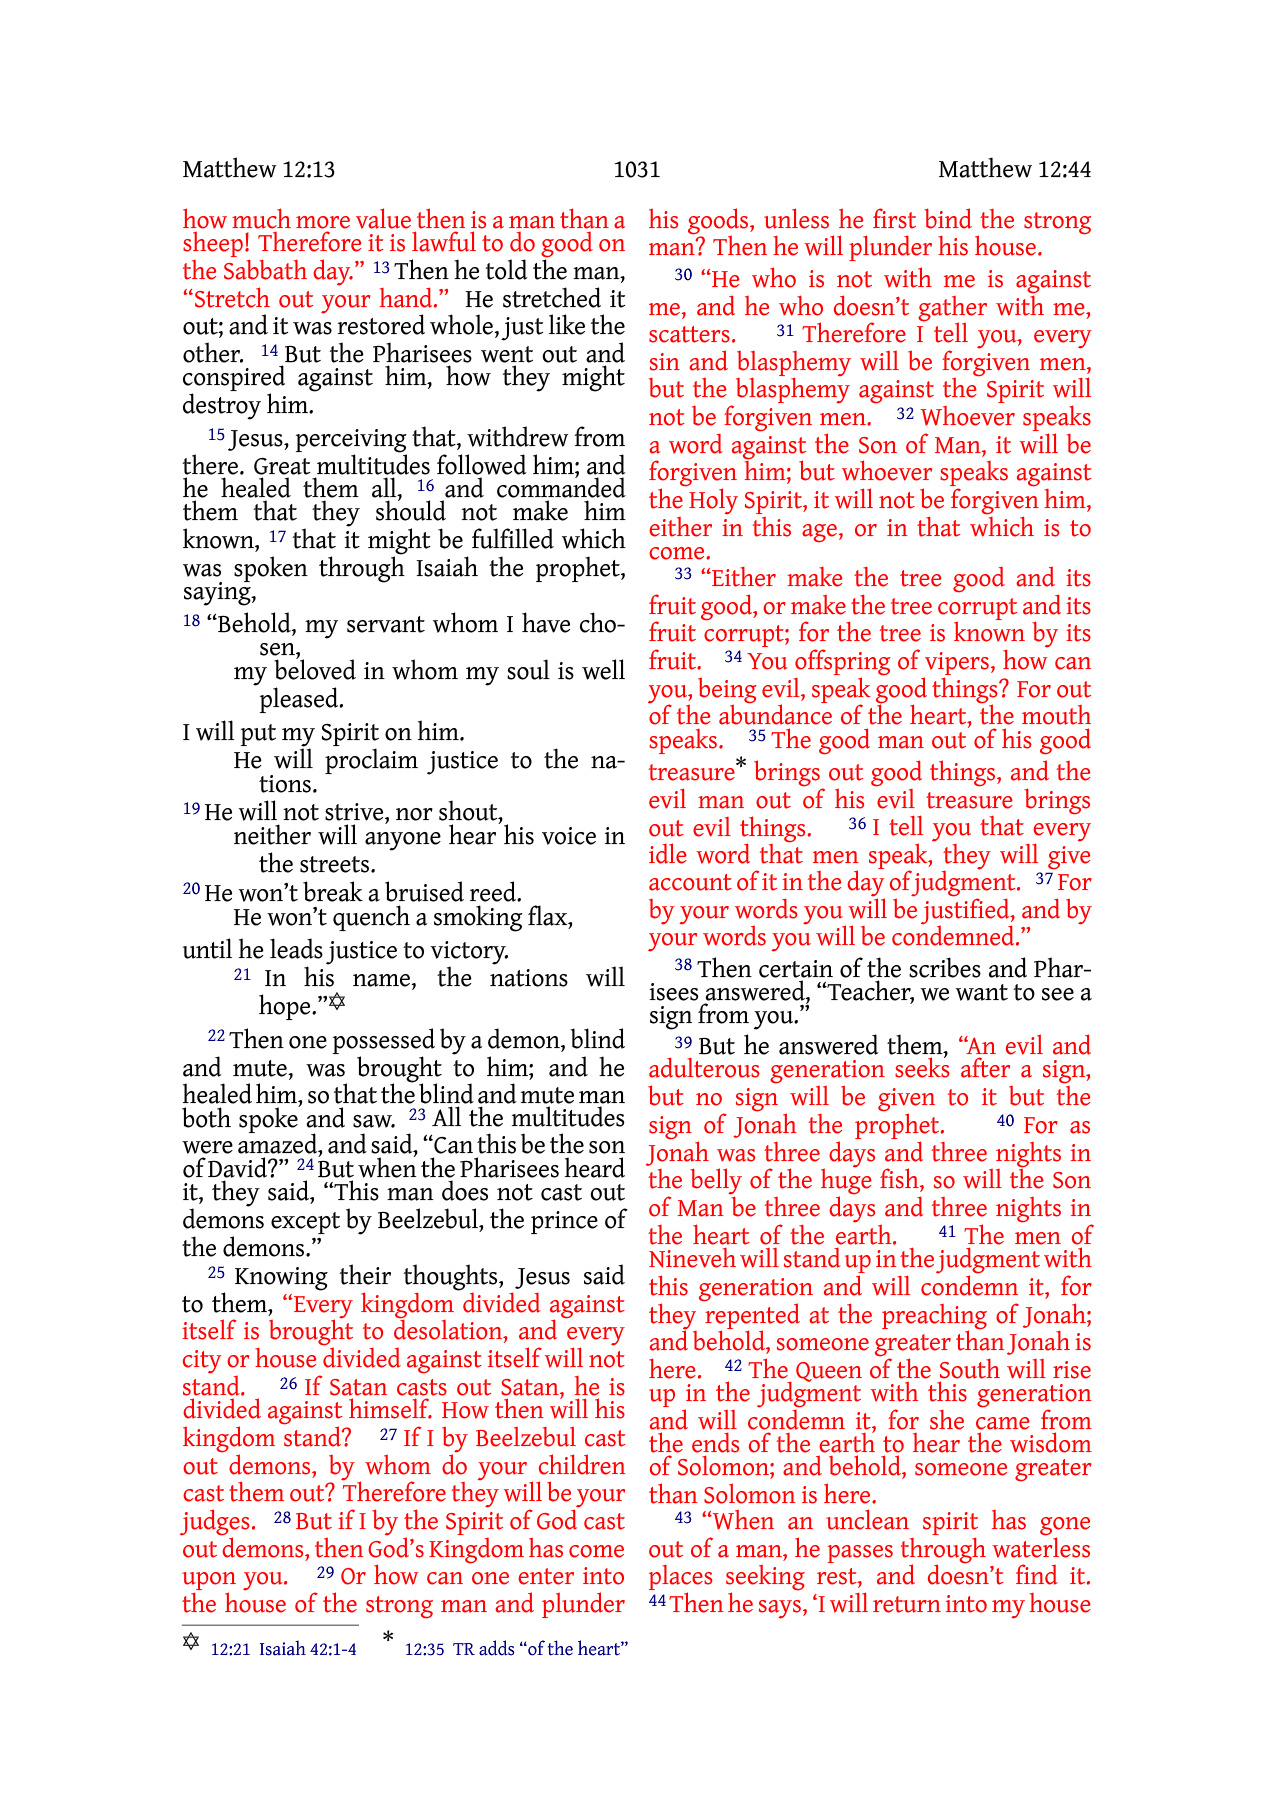 Matthew 12:13 1031 Matthew 12:44
how much more value then is a man than a
sheep! Therefore it is lawful to do good on
the Sabbath day.” 13 Then he told the man,
“Stretch out your hand.” He stretched it
out; and it was restored whole, just like the
other. 14 But the Pharisees went out and
conspired against him, how they might
destroy him.
15 Jesus, perceiving that, withdrew from
there. Great multitudes followed him; and
he healed them all, 16 and commanded
them that they should not make him
known, 17 that it might be fulfilled which
was spoken through Isaiah the prophet,
saying,
18 “Behold, my servant whom I have cho-
sen,
my beloved in whom my soul is well
pleased.
I will put my Spirit on him.
He will proclaim justice to the na-
tions.
19 He will not strive, nor shout,
neither will anyone hear his voice in
the streets.
20 He won’t break a bruised reed.
He won’t quench a smoking flax,
until he leads justice to victory.
21 In his name, the nations will
hope.”✡
22 Then one possessed by a demon, blind
and mute, was brought to him; and he
healed him, so that the blind and mute man
both spoke and saw. 23 All the multitudes
were amazed, and said, “Can this be the son
of David?” 24 But when the Pharisees heard
it, they said, “This man does not cast out
demons except by Beelzebul, the prince of
the demons.”
25 Knowing their thoughts, Jesus said
to them, “Every kingdom divided against
itself is brought to desolation, and every
city or house divided against itself will not
stand. 26 If Satan casts out Satan, he is
divided against himself. How then will his
kingdom stand? 27 If I by Beelzebul cast
out demons, by whom do your children
cast them out? Therefore they will be your
judges. 28 But if I by the Spirit of God cast
out demons, then God’s Kingdom has come
upon you. 29 Or how can one enter into
the house of the strong man and plunder
his goods, unless he first bind the strong
man? Then he will plunder his house.
30 “He who is not with me is against
me, and he who doesn’t gather with me,
scatters. 31 Therefore I tell you, every
sin and blasphemy will be forgiven men,
but the blasphemy against the Spirit will
not be forgiven men. 32 Whoever speaks
a word against the Son of Man, it will be
forgiven him; but whoever speaks against
the Holy Spirit, it will not be forgiven him,
either in this age, or in that which is to
come.
33 “Either make the tree good and its
fruit good, or make the tree corrupt and its
fruit corrupt; for the tree is known by its
fruit. 34 You offspring of vipers, how can
you, being evil, speak good things? For out
of the abundance of the heart, the mouth
speaks. 35 The good man out of his good
treasure* brings out good things, and the
evil man out of his evil treasure brings
out evil things. 36 I tell you that every
idle word that men speak, they will give
account of it in the day of judgment. 37 For
by your words you will be justified, and by
your words you will be condemned.”
38 Then certain of the scribes and Phar-
isees answered, “Teacher, we want to see a
sign from you.”
39 But he answered them, “An evil and
adulterous generation seeks after a sign,
but no sign will be given to it but the
sign of Jonah the prophet. 40 For as
Jonah was three days and three nights in
the belly of the huge fish, so will the Son
of Man be three days and three nights in
the heart of the earth. 41 The men of
Nineveh will stand up in the judgment with
this generation and will condemn it, for
they repented at the preaching of Jonah;
and behold, someone greater than Jonah is
here. 42 The Queen of the South will rise
up in the judgment with this generation
and will condemn it, for she came from
the ends of the earth to hear the wisdom
of Solomon; and behold, someone greater
than Solomon is here.
43 “When an unclean spirit has gone
out of a man, he passes through waterless
places seeking rest, and doesn’t find it.
44 Then he says, ‘I will return into my house
✡ 12:21 Isaiah 42:1-4 * 12:35 TR adds “of the heart”